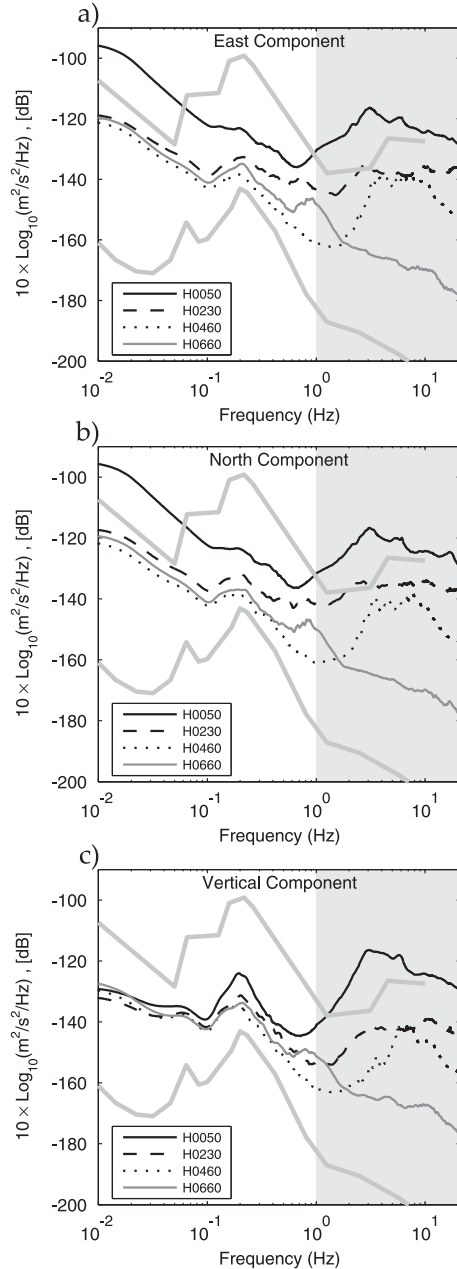 a)
East Component
-100
-120
-140
-160
-180
-200
10 × Log10(m²/s²/Hz) , [dB]
H0050
H0230
H0460
H0660
10⁻² 10⁻¹ 10⁰ 10¹
Frequency (Hz)
b)
North Component
-100
-120
-140
-160
-180
-200
10 × Log10(m²/s²/Hz) , [dB]
H0050
H0230
H0460
H0660
10⁻² 10⁻¹ 10⁰ 10¹
Frequency (Hz)
c)
Vertical Component
-100
-120
-140
-160
-180
-200
10 × Log10(m²/s²/Hz) , [dB]
H0050
H0230
H0460
H0660
10⁻² 10⁻¹ 10⁰ 10¹
Frequency (Hz)